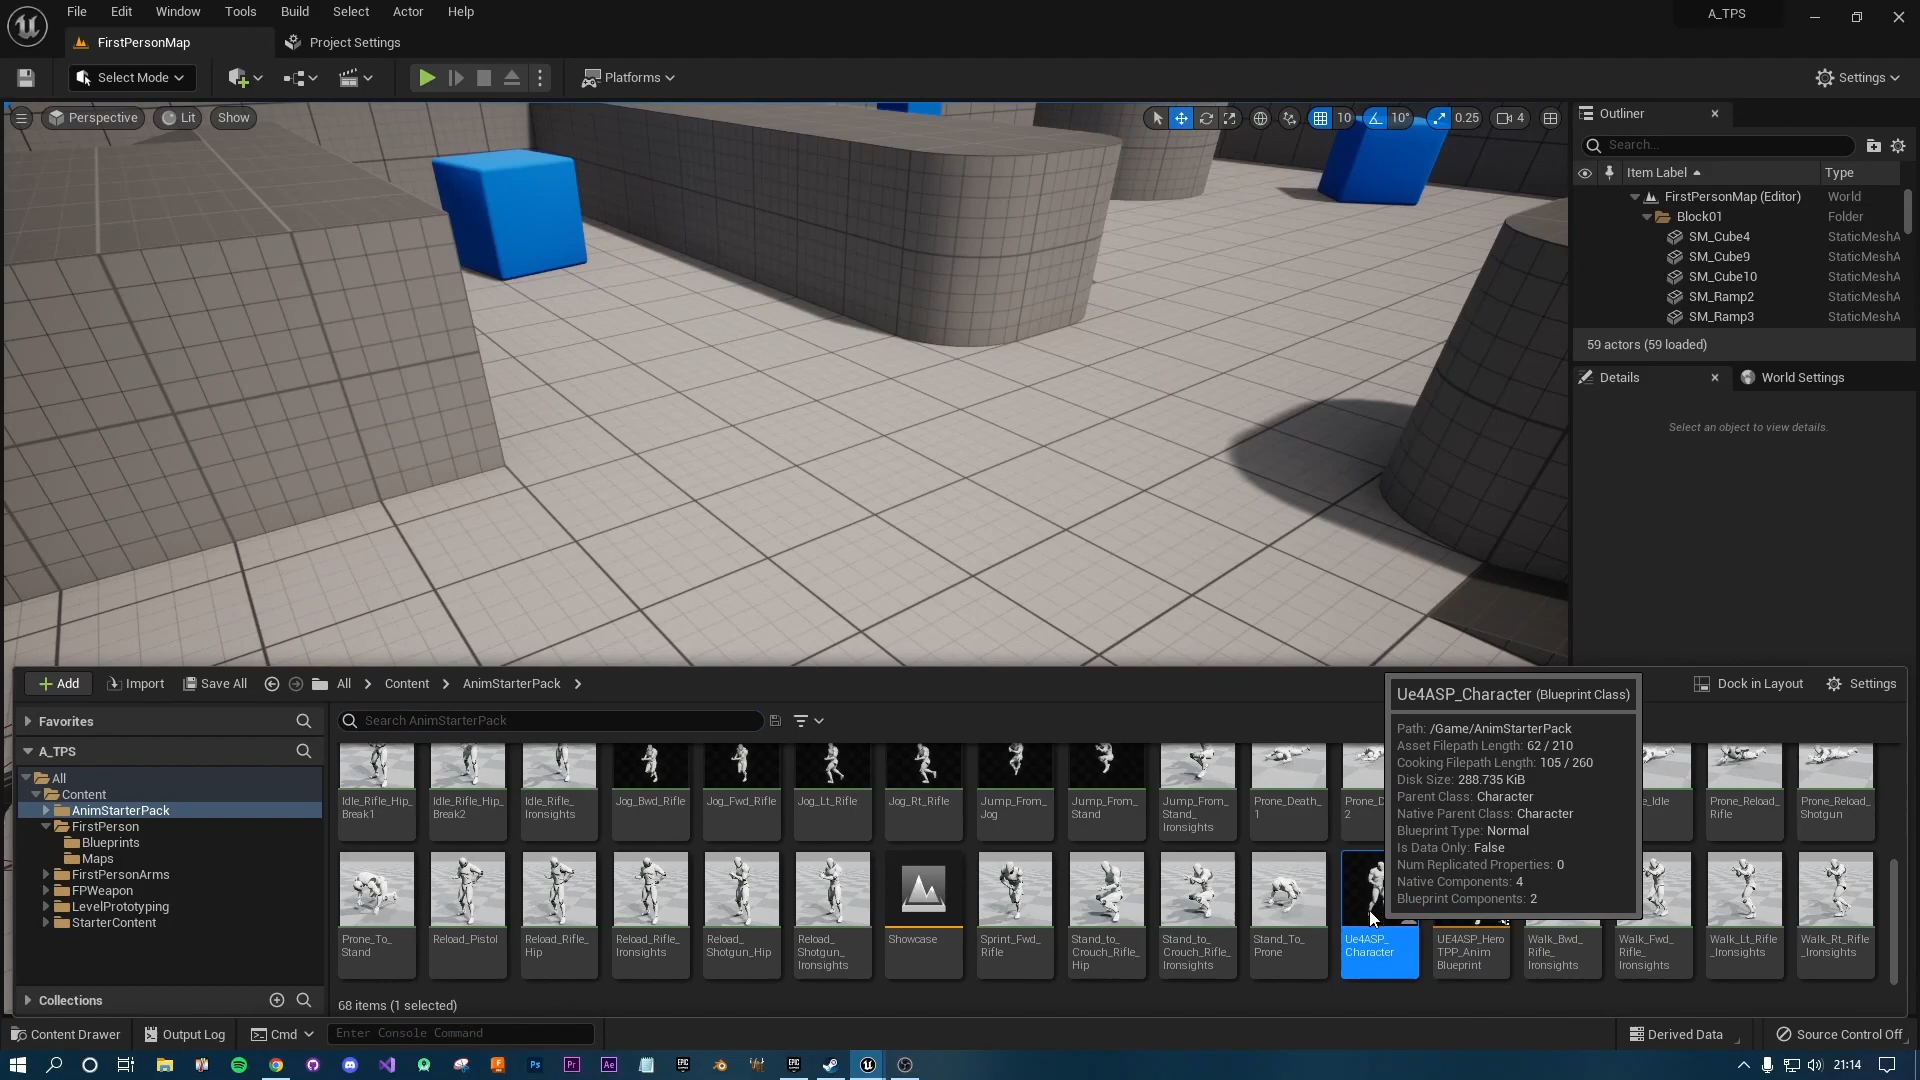 File Edit Window Tools Build Select Actor Help
A_TPS
FirstPersonMap
Project Settings
Select Mode
Platforms
Settings
Perspective
Lit
Show
10
10°
0.25
4
Outliner
Search...
Item Label
Type
FirstPersonMap (Editor) World
Block01 Folder
SM_Cube4 StaticMeshA
SM_Cube9 StaticMeshA
SM_Cube10 StaticMeshA
SM_Ramp2 StaticMeshA
SM_Ramp3 StaticMeshA
59 actors (59 loaded)
Details
World Settings
Select an object to view details.
Add
Import
Save All
All
Content
AnimStarterPack
Dock in Layout
Settings
Favorites
A_TPS
All
Content
AnimStarterPack
FirstPerson
Blueprints
Maps
FirstPersonArms
FPWeapon
LevelPrototyping
StarterContent
Collections
Search AnimStarterPack
Idle_Rifle_Hip_
Break1
Idle_Rifle_Hip_
Break2
Idle_Rifle_
Ironsights
Jog_Bwd_Rifle
Jog_Fwd_Rifle
Jog_Lt_Rifle
Jog_Rt_Rifle
Jump_From_
Jog
Jump_From_
Stand
Jump_From_
Stand_
Ironsights
Prone_Death_
1
Prone_D
2
e_Idle
Prone_Reload_
Rifle
Prone_Reload_
Shotgun
Prone_To_
Stand
Reload_Pistol
Reload_Rifle_
Hip
Reload_Rifle_
Ironsights
Reload_
Shotgun_Hip
Reload_
Shotgun_
Ironsights
Showcase
Sprint_Fwd_
Rifle
Stand_to_
Crouch_Rifle_
Hip
Stand_to_
Crouch_Rifle_
Ironsights
Stand_To_
Prone
Ue4ASP_
Character
UE4ASP_Hero
TPP_Anim
Blueprint
Walk_Bwd_
Rifle_
Ironsights
Walk_Fwd_
Rifle_
Ironsights
Walk_Lt_Rifle
_Ironsights
Walk_Rt_Rifle
_Ironsights
Ue4ASP_Character (Blueprint Class)
Path: /Game/AnimStarterPack
Asset Filepath Length: 62 / 210
Cooking Filepath Length: 105 / 260
Disk Size: 288.735 KiB
Parent Class: Character
Native Parent Class: Character
Blueprint Type: Normal
Is Data Only: False
Num Replicated Properties: 0
Native Components: 4
Blueprint Components: 2
68 items (1 selected)
Content Drawer
Output Log
Cmd
Enter Console Command
Derived Data
Source Control Off
Ps
Pr
Ae
EPIC
EPIC
21:14